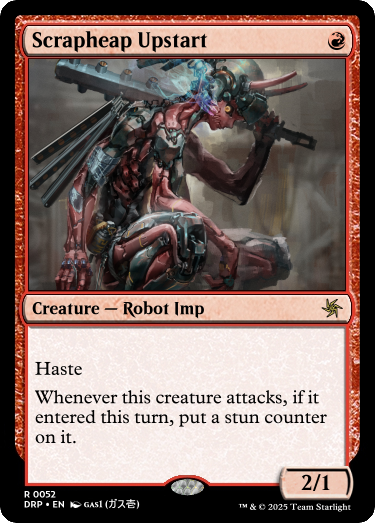 Scrapheap Upstart
Creature — Robot Imp
Haste
Whenever this creature attacks, if it
entered this turn, put a stun counter
on it.
2/1
R 0052
DRP • EN GAS1 (ガス壱)
™ & © 2025 Team Starlight